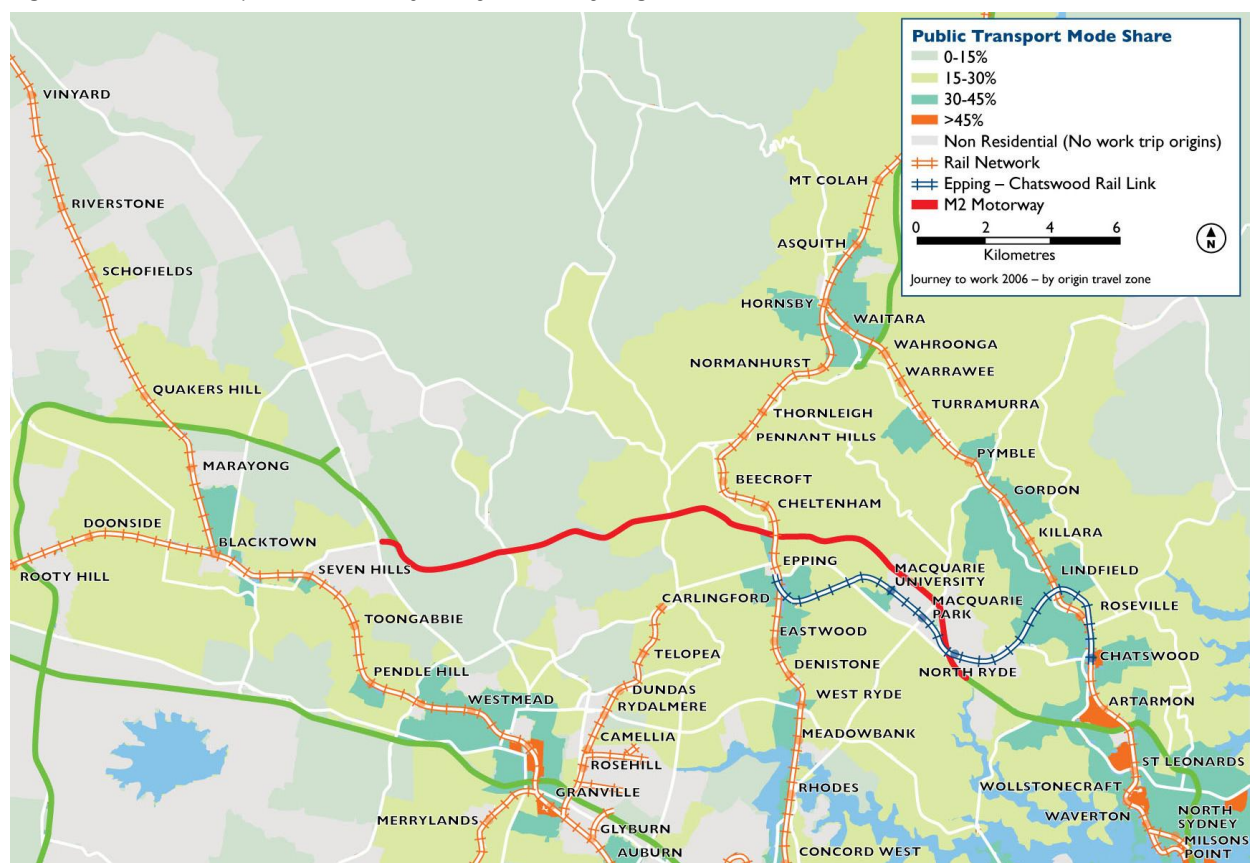 Public Transport Mode Share
0-15%
15-30%
30-45%
>45%
Non Residential (No work trip origins)
Rail Network
Epping – Chatswood Rail Link
M2 Motorway
0 2 4 6
Kilometres
N
Journey to work 2006 – by origin travel zone
VINYARD
RIVERSTONE
SCHOFIELDS
QUAKERS HILL
MARAYONG
DOONSIDE
BLACKTOWN
ROOTY HILL
SEVEN HILLS
TOONGABBIE
PENDLE HILL
WESTMEAD
MERRYLANDS
GRANVILLE
GLYBURN
AUBURN
CARLINGFORD
TELOPEA
DUNDAS
RYDALMERE
CAMELLIA
ROSEHILL
MT COLAH
ASQUITH
HORNSBY
WAITARA
NORMANHURST
WAHROONGA
WARRAWEE
THORNLEIGH
TURRAMURRA
PENNANT HILLS
PYMBLE
BEECROFT
GORDON
CHELTENHAM
KILLARA
EPPING
MACQUARIE
UNIVERSITY
LINDFIELD
MACQUARIE
PARK
ROSEVILLE
EASTWOOD
DENISTONE
NORTH RYDE
CHATSWOOD
WEST RYDE
ARTARMON
MEADOWBANK
ST LEONARDS
RHODES
WOLLSTONECRAFT
WAVERTON
NORTH
SYDNEY
MILSONS
POINT
CONCORD WEST